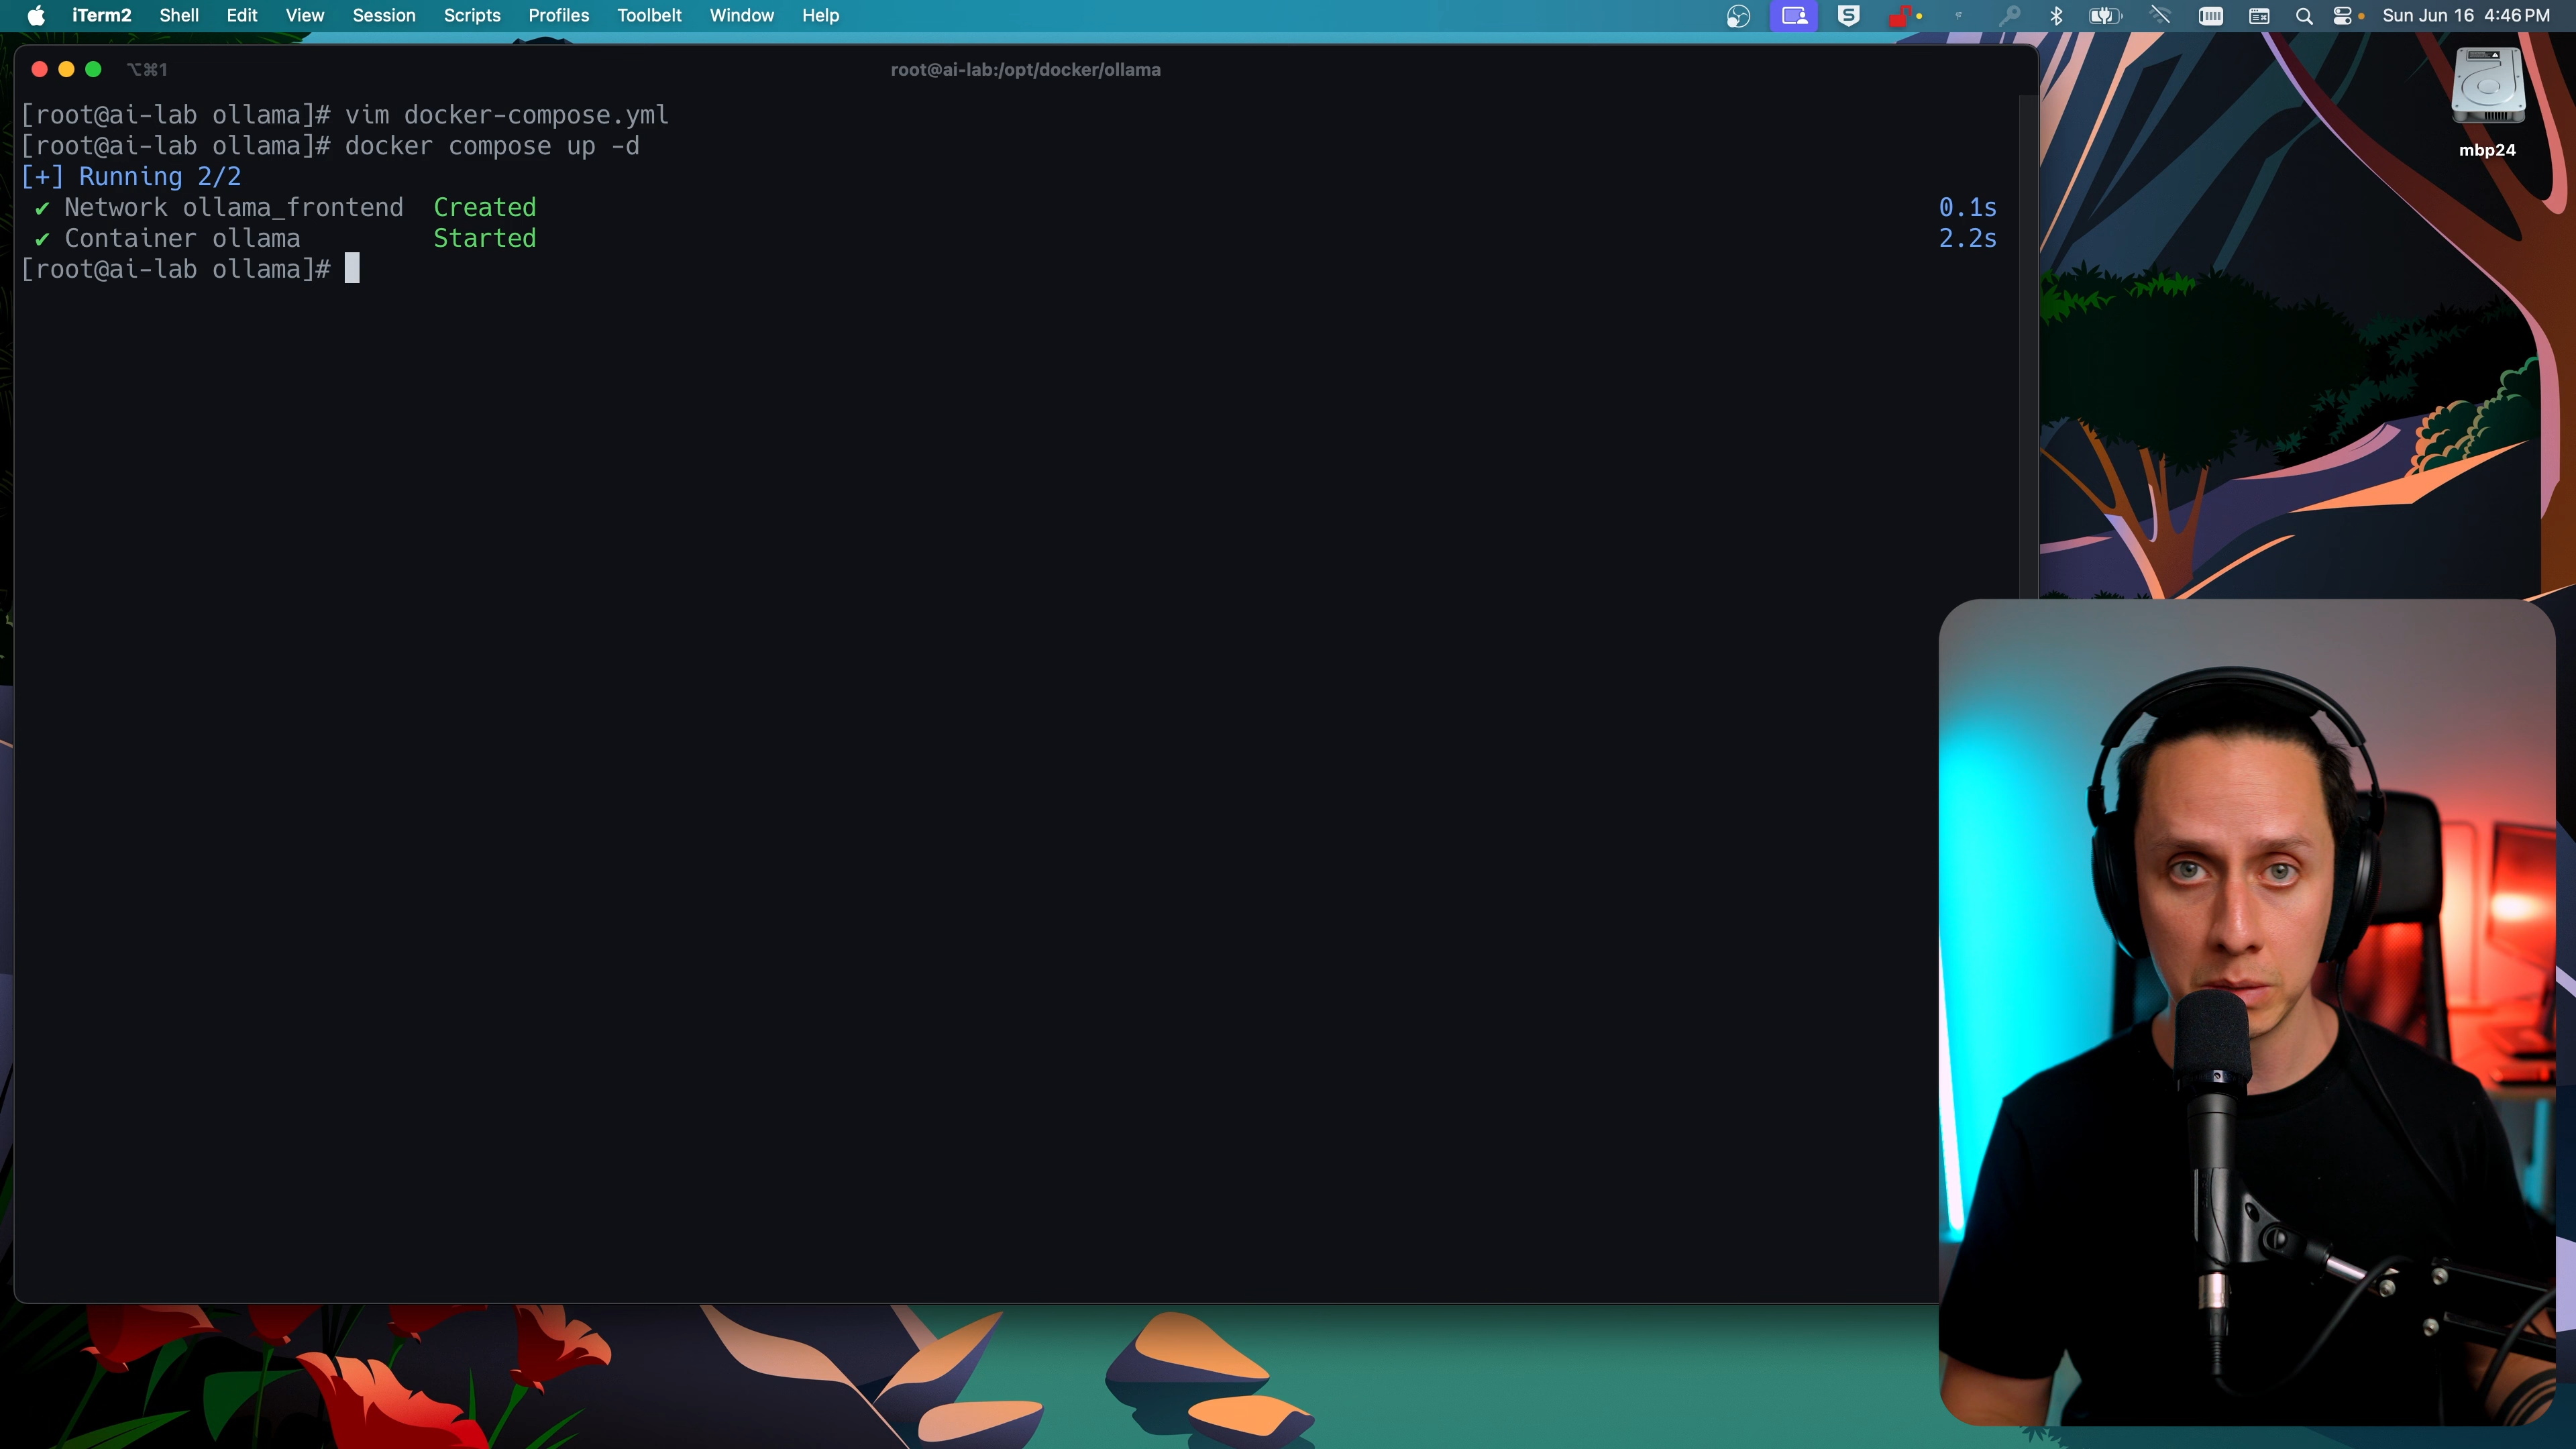 iTerm2 Shell Edit View Session Scripts Profiles Toolbelt Window Help Sun Jun 16 4:46 PM
⌥⌘1 root@ai-lab:/opt/docker/ollama
mbp24
[root@ai-lab ollama]# vim docker-compose.yml
[root@ai-lab ollama]# docker compose up -d
[+] Running 2/2
✔ Network ollama_frontend Created 0.1s
✔ Container ollama Started 2.2s
[root@ai-lab ollama]#